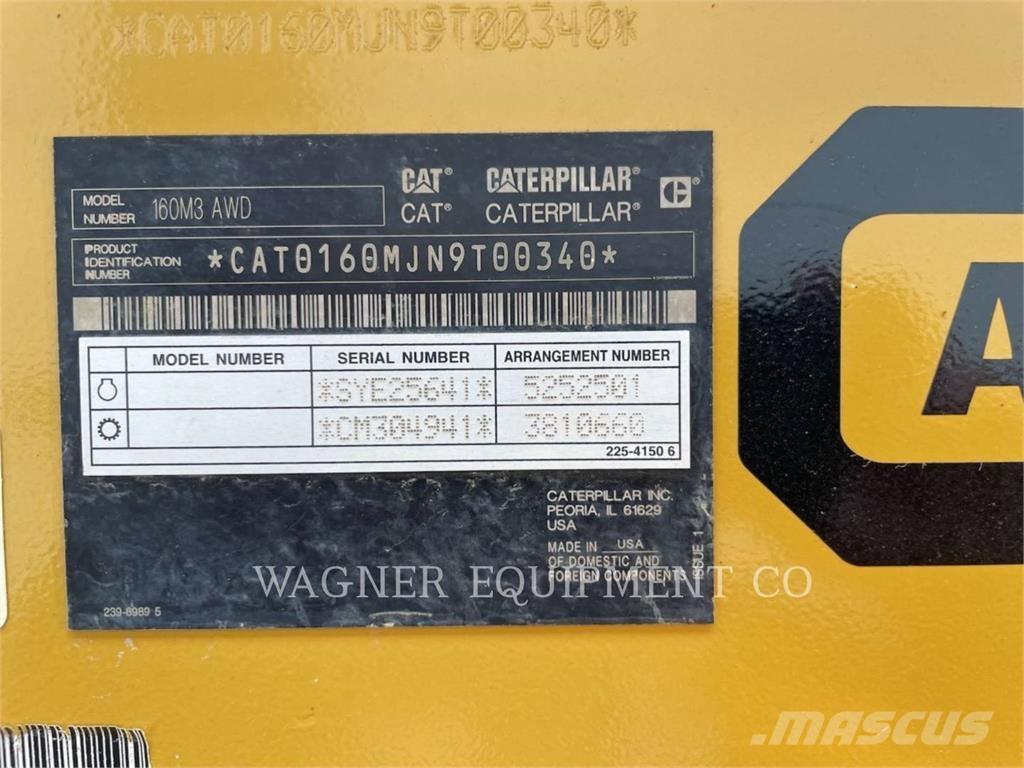 *CAT0160MJN9T00340*
MODEL NUMBER 160M3 AWD
CAT® CATERPILLAR®
CAT® CATERPILLAR®
PRODUCT IDENTIFICATION NUMBER *CAT0160MJN9T00340*
MODEL NUMBER SERIAL NUMBER ARRANGEMENT NUMBER
*3YE25641* 5252501
*CM304941* 3810660
225-4150 6
CATERPILLAR INC.
PEORIA, IL 61629
USA
MADE IN USA
OF DOMESTIC AND
FOREIGN COMPONENTS
ISSUE 1
239-8989 5
WAGNER EQUIPMENT CO
A
MASCUS